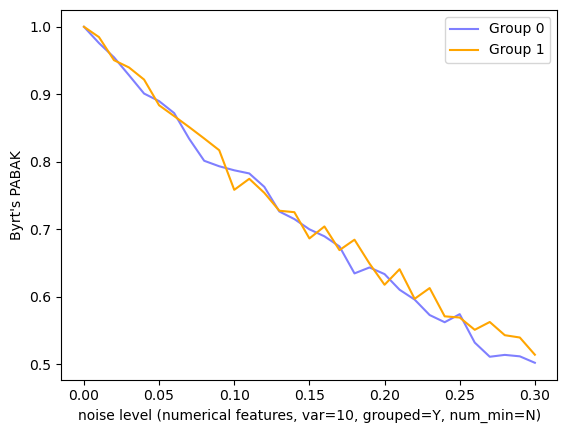 1.0
0.9
0.8
0.7
0.6
0.5
Byrt's PABAK
Group 0
Group 1
0.00 0.05 0.10 0.15 0.20 0.25 0.30
noise level (numerical features, var=10, grouped=Y, num_min=N)